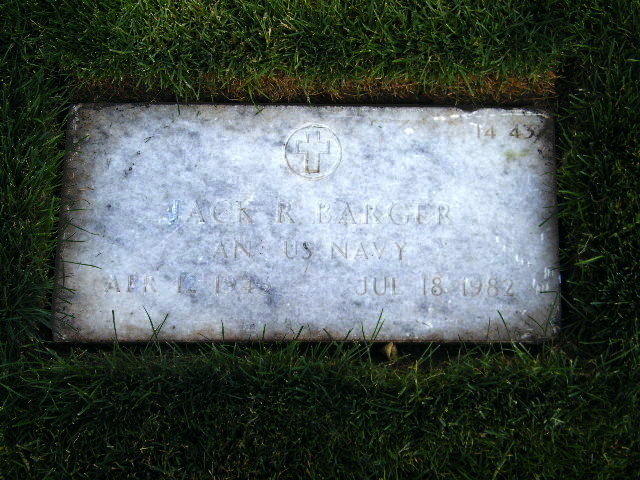 14 43
JACK R BARGER
AN US NAVY
APR JUL 18 1982